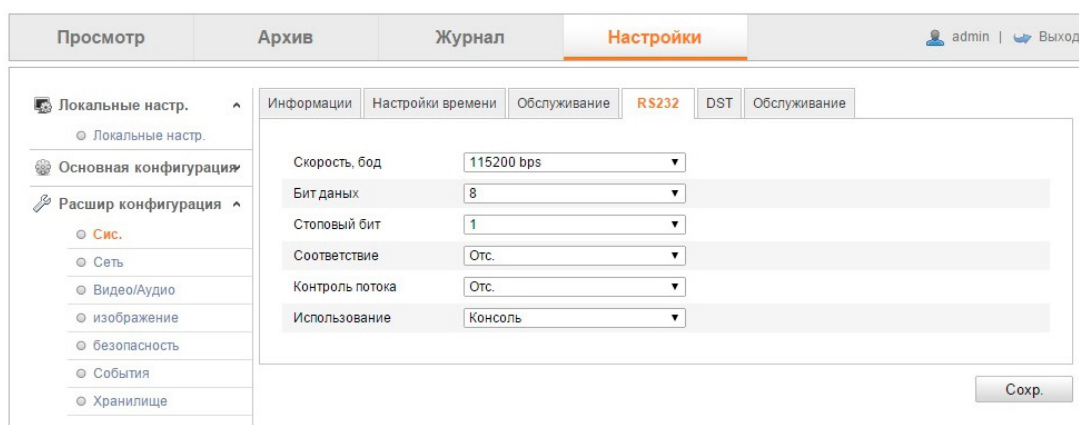 Просмотр Архив Журнал Настройки admin | Выход
Локальные настр.
Локальные настр.
Основная конфигурация
Расшир конфигурация
Сис.
Сеть
Видео/Аудио
изображение
безопасность
События
Хранилище
Информации Настройки времени Обслуживание RS232 DST Обслуживание
Скорость, бод 115200 bps
Бит даных 8
Стоповый бит 1
Соответствие Отс.
Контроль потока Отс.
Использование Консоль
Сохр.